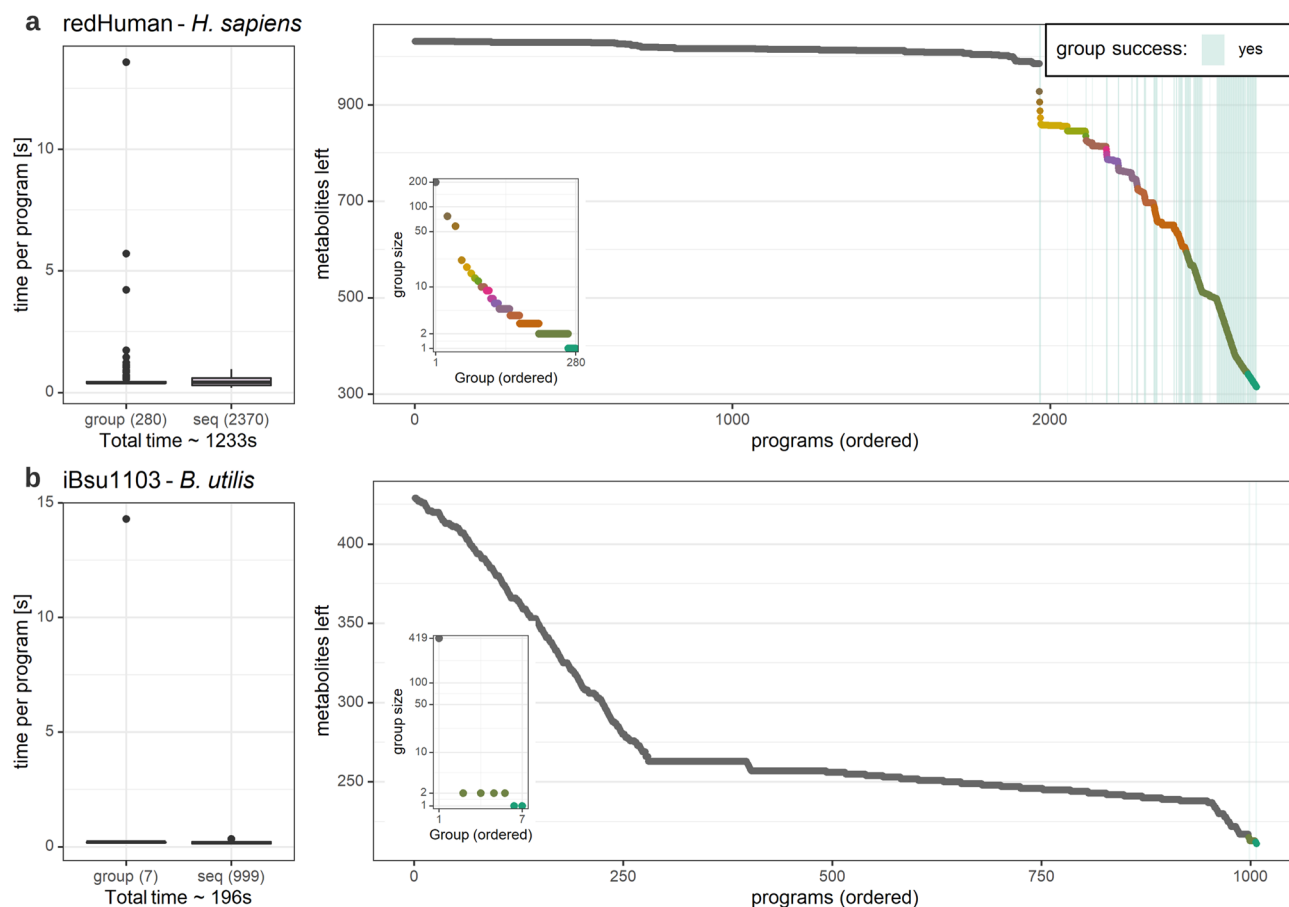 a redHuman - H. sapiens
time per program [s]
10
5
0
group (280) seq (2370)
Total time ~ 1233s
metabolites left
900
700
500
300
0 1000 2000
programs (ordered)
group success: yes
group size
200
100
50
10
2
1
1 280
Group (ordered)
b iBsu1103 - B. utilis
time per program [s]
15
10
5
0
group (7) seq (999)
Total time ~ 196s
metabolites left
400
350
300
250
0 250 500 750 1000
programs (ordered)
group size
419
100
50
10
2
1
1 7
Group (ordered)